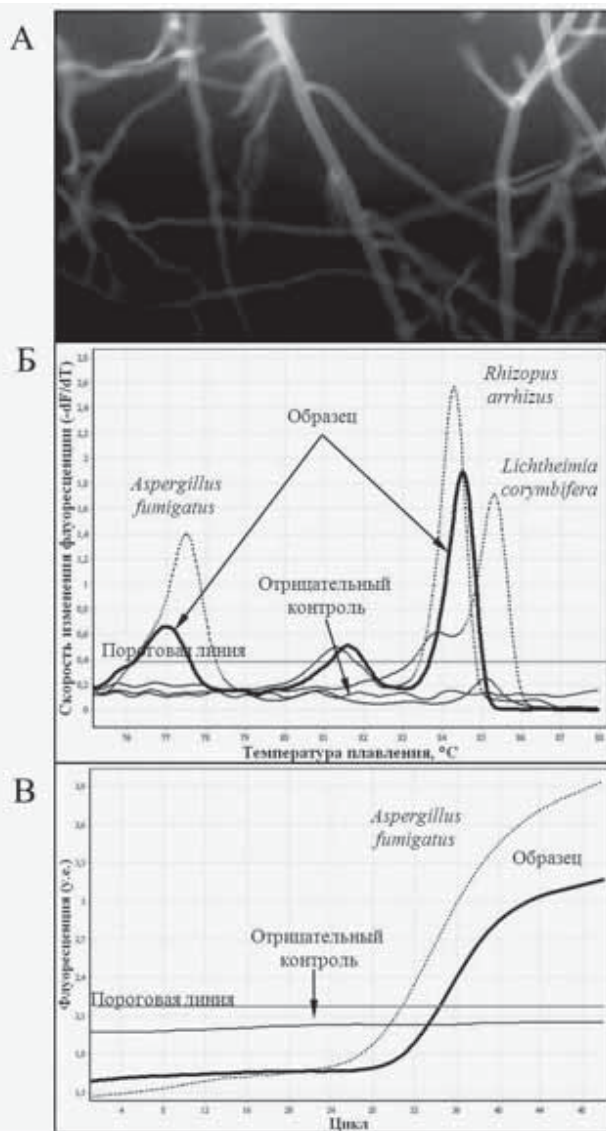 А
Б
Скорость изменения флуоресценции (-dF/dT)
Rhizopus
arrhizus
Образец
Lichtheimia
corymbifera
Aspergillus
fumigatus
Отрицательный
контроль
Пороговая линия
Температура плавления, °C
В
Флуоресценция (у.е.)
Aspergillus
fumigatus
Образец
Отрицательный
контроль
Пороговая линия
Цикл